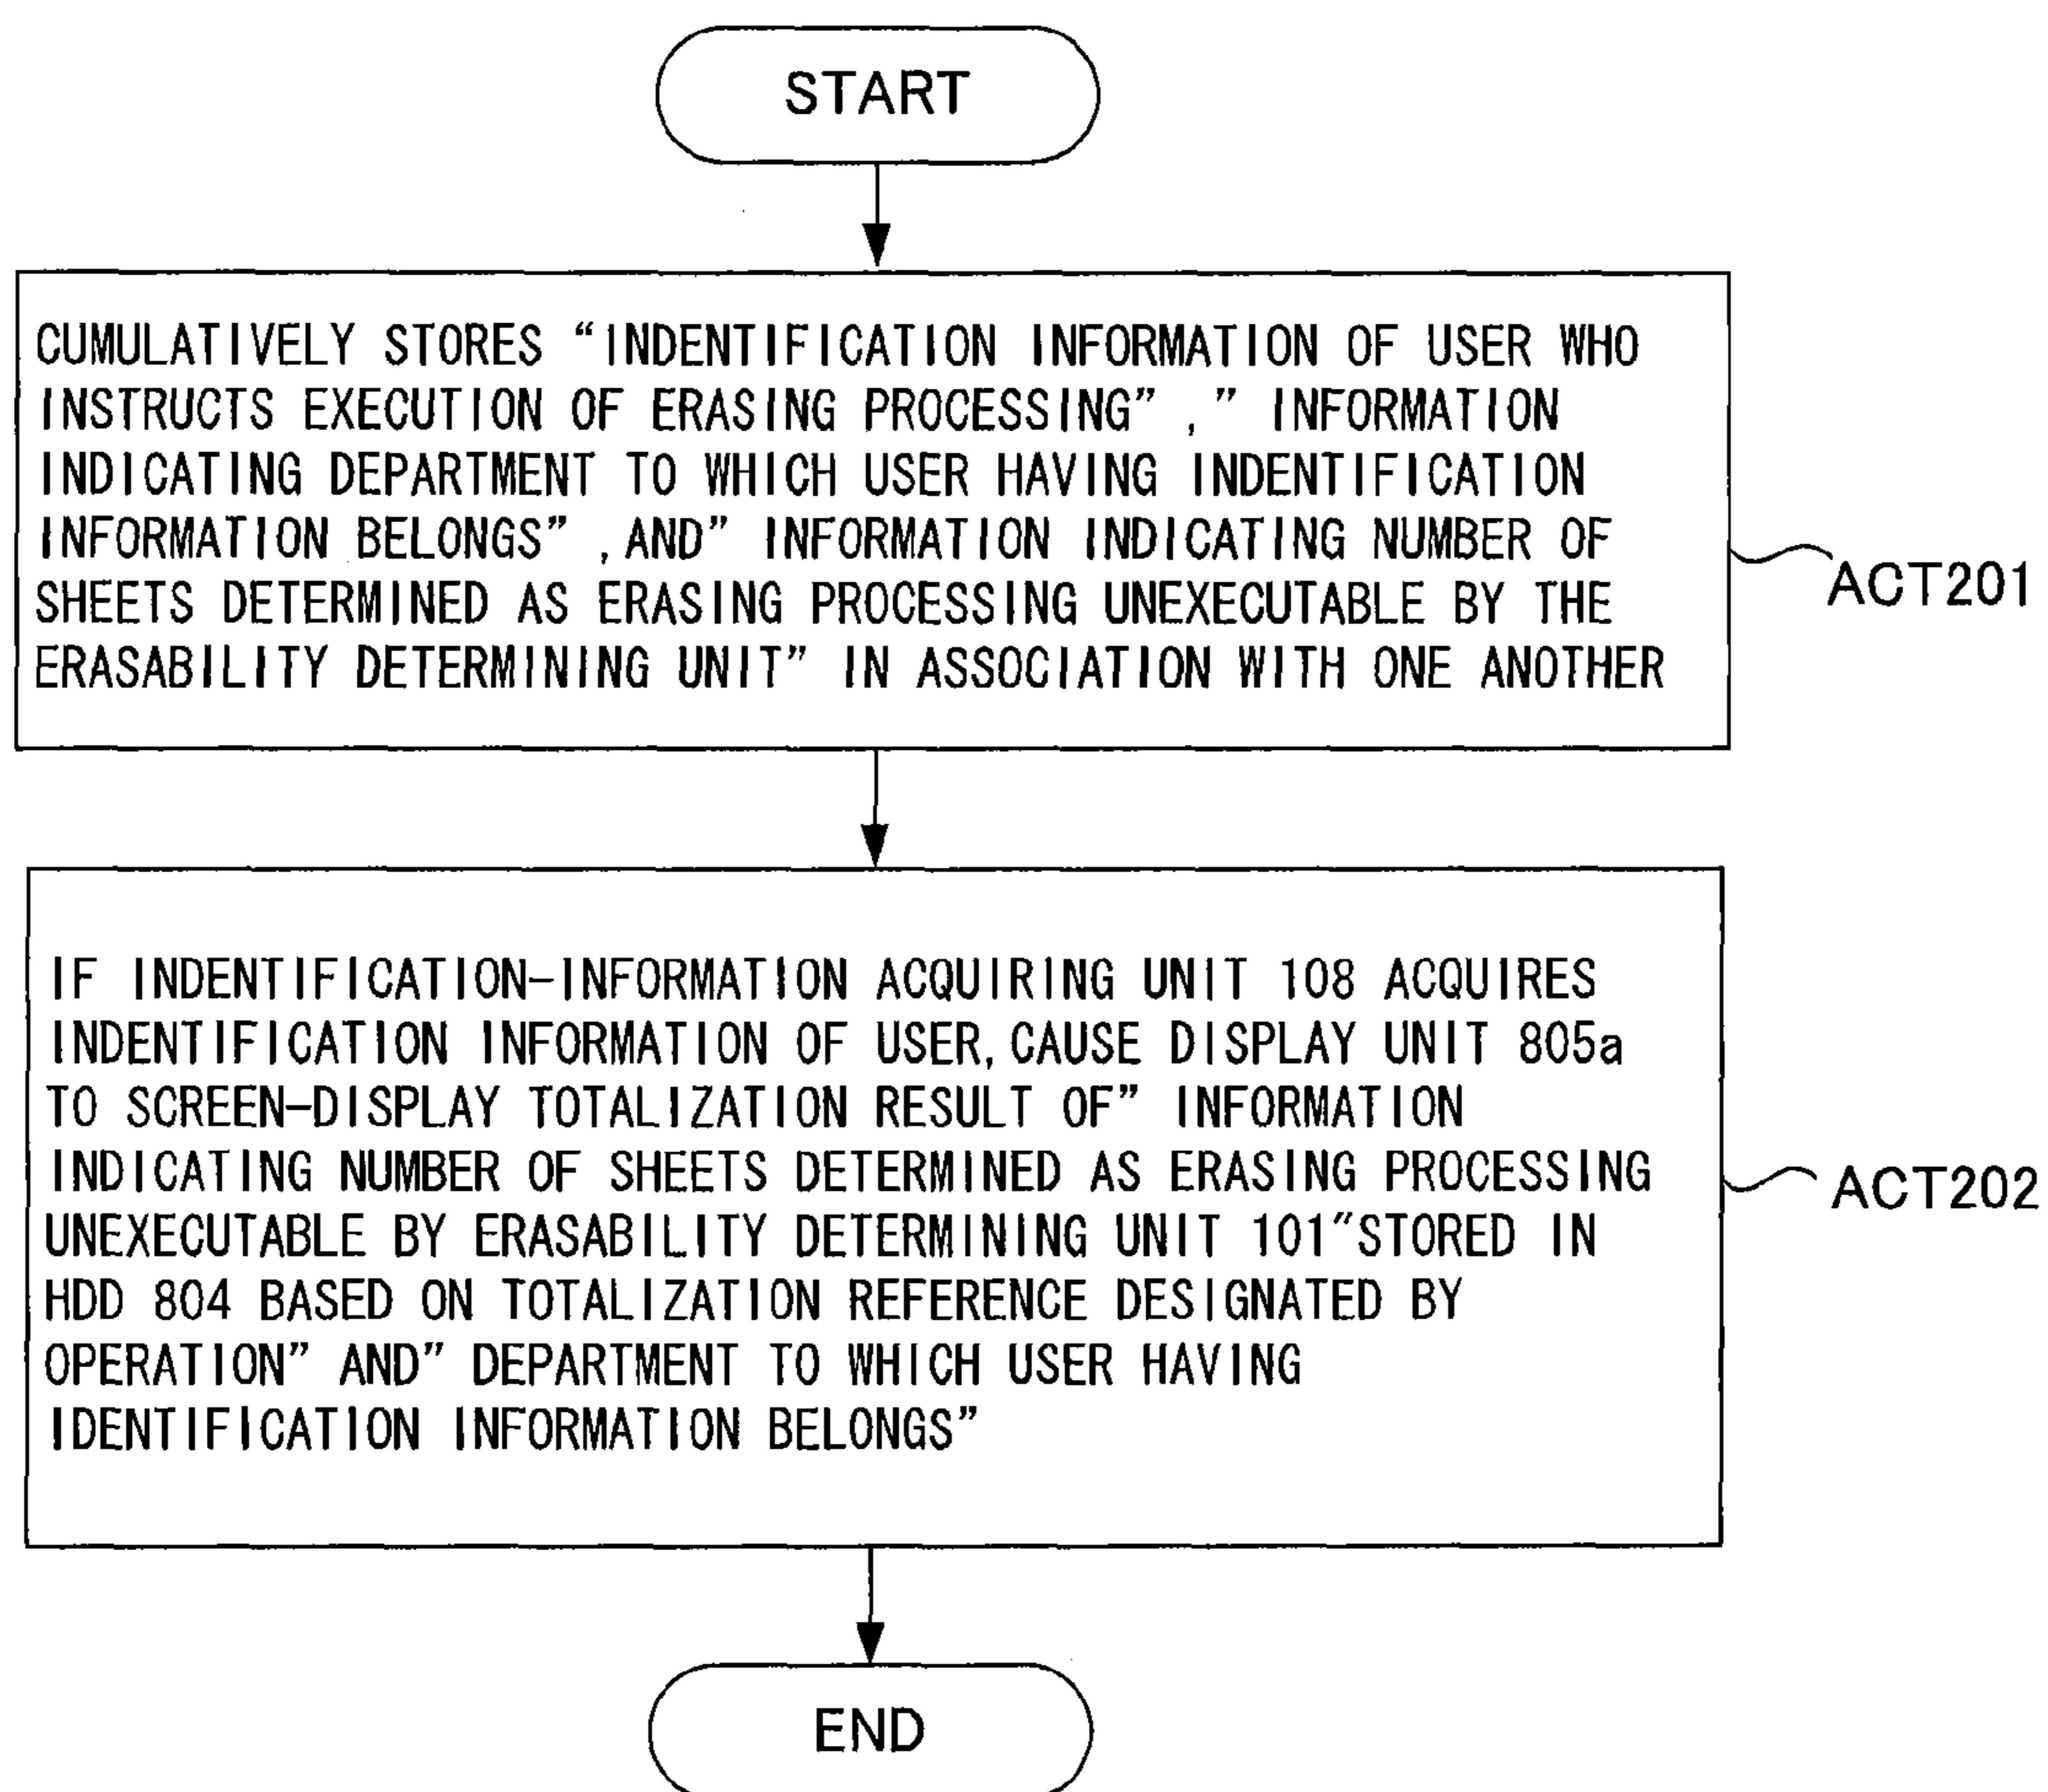 START
CUMULATIVELY STORES “INDENTIFICATION INFORMATION OF USER WHO
INSTRUCTS EXECUTION OF ERASING PROCESSING” , ” INFORMATION
INDICATING DEPARTMENT TO WHICH USER HAVING INDENTIFICATION
INFORMATION BELONGS” , AND” INFORMATION INDICATING NUMBER OF
SHEETS DETERMINED AS ERASING PROCESSING UNEXECUTABLE BY THE
ERASABILITY DETERMINING UNIT” IN ASSOCIATION WITH ONE ANOTHER
ACT201
IF INDENTIFICATION-INFORMATION ACQUIRING UNIT 108 ACQUIRES
INDENTIFICATION INFORMATION OF USER, CAUSE DISPLAY UNIT 805a
TO SCREEN-DISPLAY TOTALIZATION RESULT OF” INFORMATION
INDICATING NUMBER OF SHEETS DETERMINED AS ERASING PROCESSING
UNEXECUTABLE BY ERASABILITY DETERMINING UNIT 101″STORED IN
HDD 804 BASED ON TOTALIZATION REFERENCE DESIGNATED BY
OPERATION” AND” DEPARTMENT TO WHICH USER HAVING
IDENTIFICATION INFORMATION BELONGS”
ACT202
END